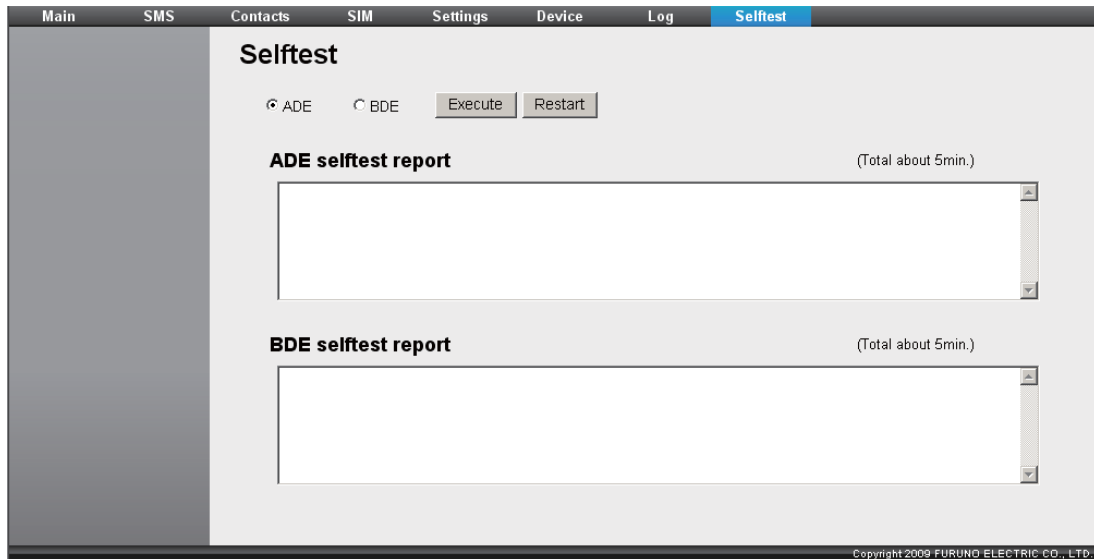 Main SMS Contacts SIM Settings Device Log Selftest
Selftest
ADE BDE Execute Restart
ADE selftest report (Total about 5min.)
BDE selftest report (Total about 5min.)
Copyright 2009 FURUNO ELECTRIC CO., LTD.